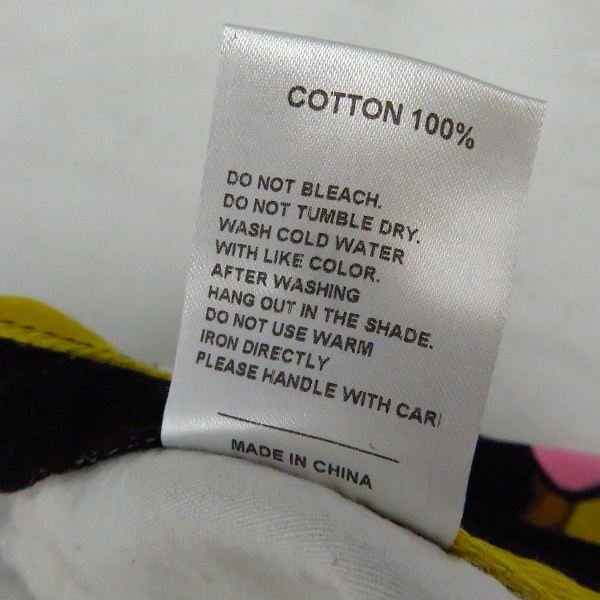 COTTON 100%
DO NOT BLEACH.
DO NOT TUMBLE DRY.
WASH COLD WATER
WITH LIKE COLOR.
AFTER WASHING
HANG OUT IN THE SHADE.
DO NOT USE WARM
IRON DIRECTLY
PLEASE HANDLE WITH CAR
MADE IN CHINA